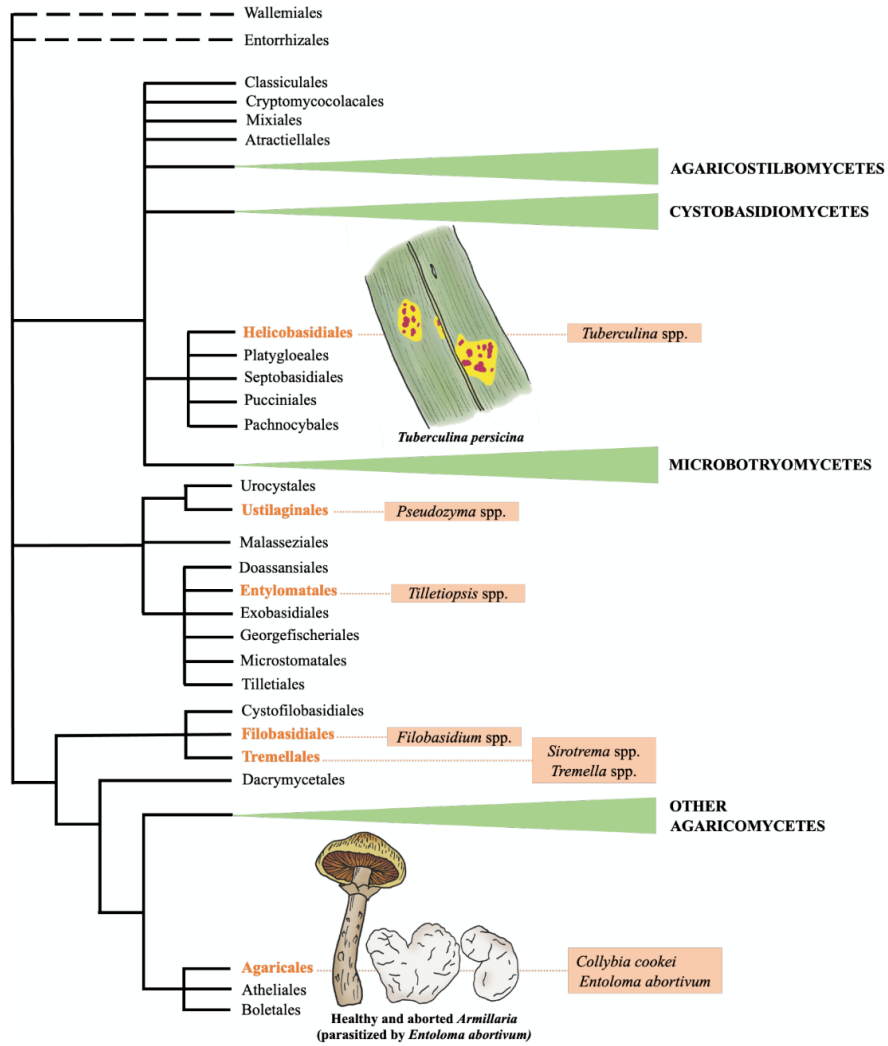 Wallemiales
Entorrhizales
Classiculales
Cryptomycocolacales
Mixiales
Atractiellales
AGARICOSTILBOMYCETES
CYSTOBASIDIOMYCETES
Helicobasidiales
Tuberculina spp.
Platygloeales
Septobasidiales
Pucciniales
Pachnocybales
Tuberculina persicina
MICROBOTRYOMYCETES
Urocystales
Ustilaginales
Pseudozyma spp.
Malasseziales
Doassansiales
Entylomatales
Tilletiopsis spp.
Exobasidiales
Georgefischeriales
Microstomatales
Tilletiales
Cystofilobasidiales
Filobasidiales
Filobasidium spp.
Tremellales
Sirotrema spp.
Tremella spp.
Dacrymycetales
OTHER
AGARICOMYCETES
Agaricales
Collybia cookei
Entoloma abortivum
Atheliales
Boletales
Healthy and aborted Armillaria
(parasitized by Entoloma abortivum)